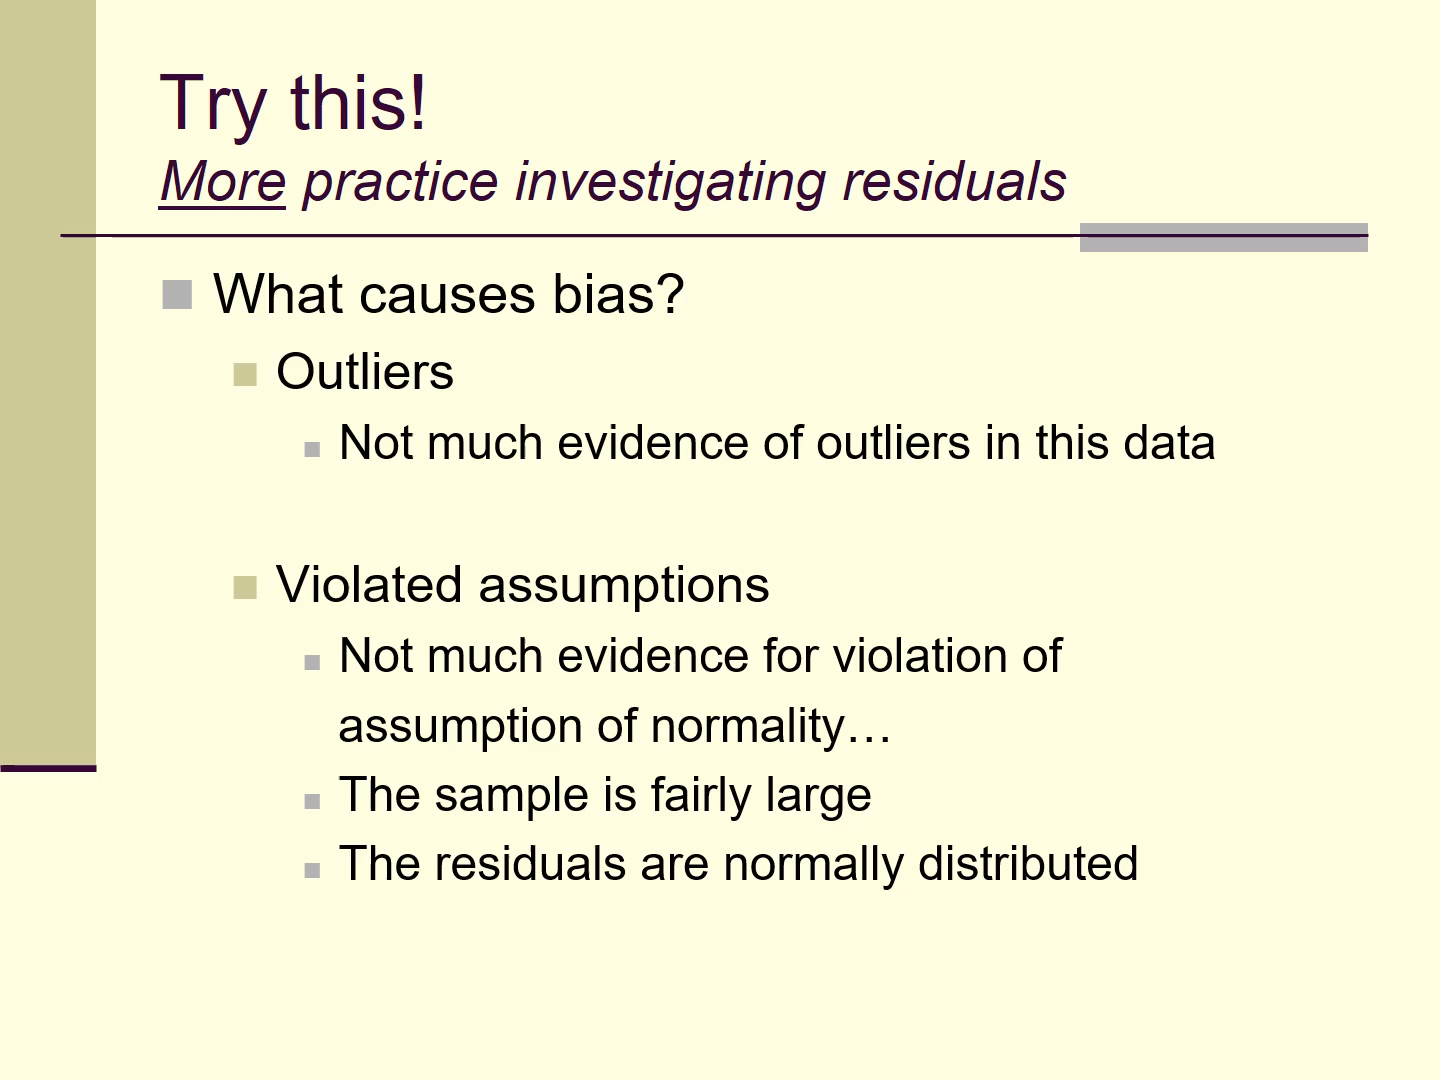 Try this!
More practice investigating residuals
What causes bias?
Outliers
Not much evidence of outliers in this data
Violated assumptions
Not much evidence for violation of
assumption of normality…
The sample is fairly large
The residuals are normally distributed